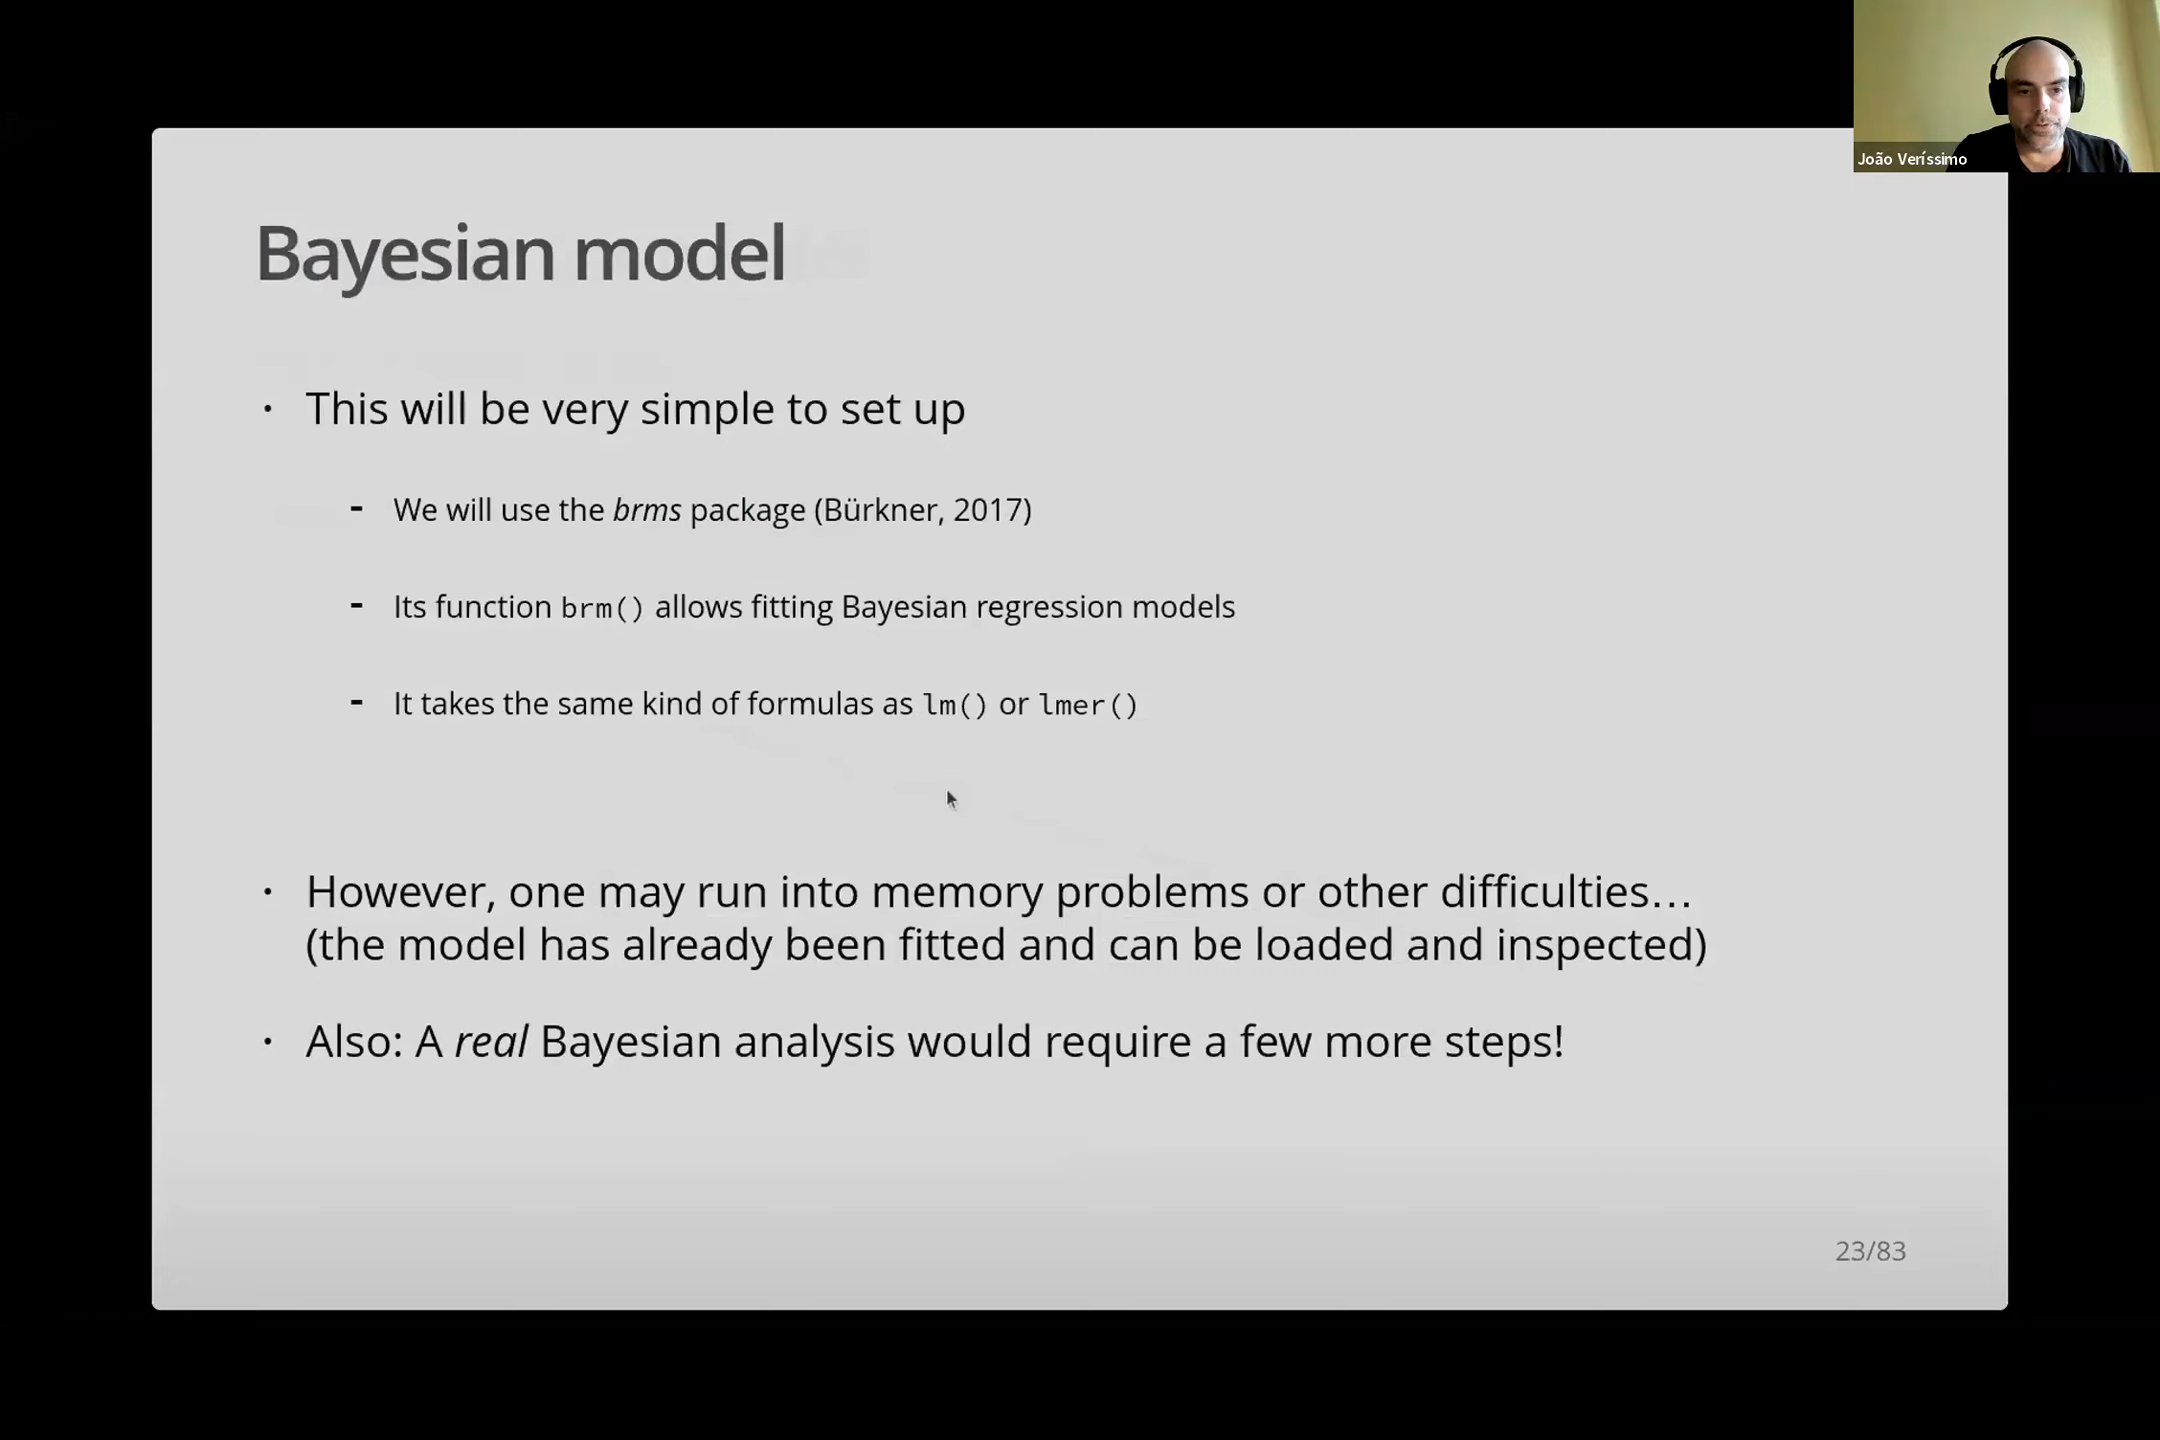 João Veríssimo
Bayesian model
• This will be very simple to set up
- We will use the brms package (Bürkner, 2017)
- Its function brm() allows fitting Bayesian regression models
- It takes the same kind of formulas as lm() or lmer()
• However, one may run into memory problems or other difficulties…
(the model has already been fitted and can be loaded and inspected)
• Also: A real Bayesian analysis would require a few more steps!
23/83